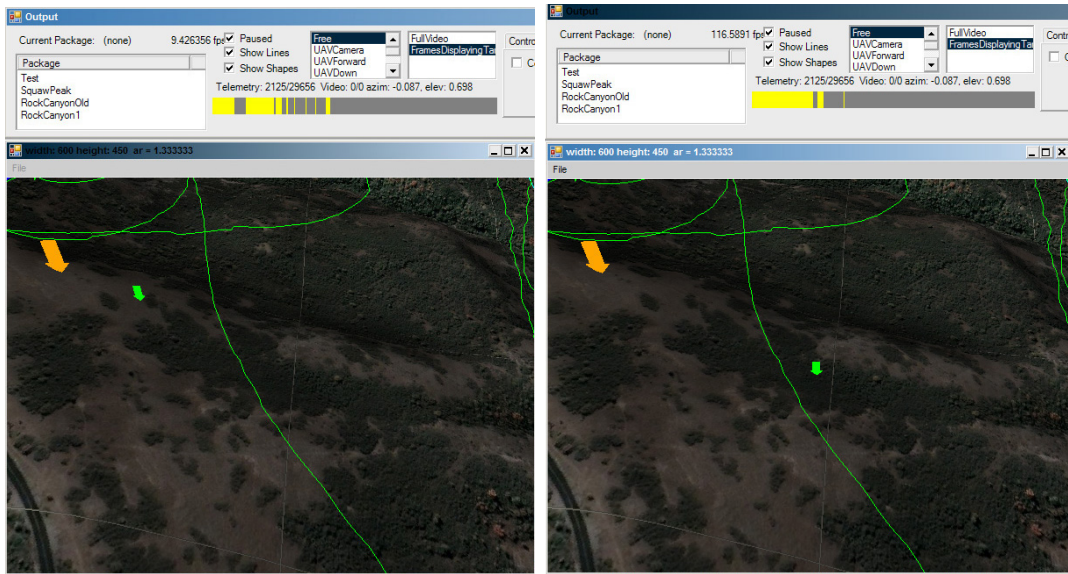 Output
Current Package: (none) 9.426356 fps
Paused
Show Lines
Show Shapes
Free
UAVCamera
UAVForward
UAVDown
FullVideo
FramesDisplayingTar
Contro
Package
Test
SquawPeak
RockCanyonOld
RockCanyon1
Telemetry: 2125/29656 Video: 0/0 azim: -0.087, elev: 0.698
width: 600 height: 450 ar = 1.333333
File
Output
Current Package: (none) 116.5891 fps
Paused
Show Lines
Show Shapes
Free
UAVCamera
UAVForward
UAVDown
FullVideo
FramesDisplayingTar
Contr
Package
Test
SquawPeak
RockCanyonOld
RockCanyon1
Telemetry: 2125/29656 Video: 0/0 azim: -0.087, elev: 0.698
width: 600 height: 450 ar = 1.333333
File